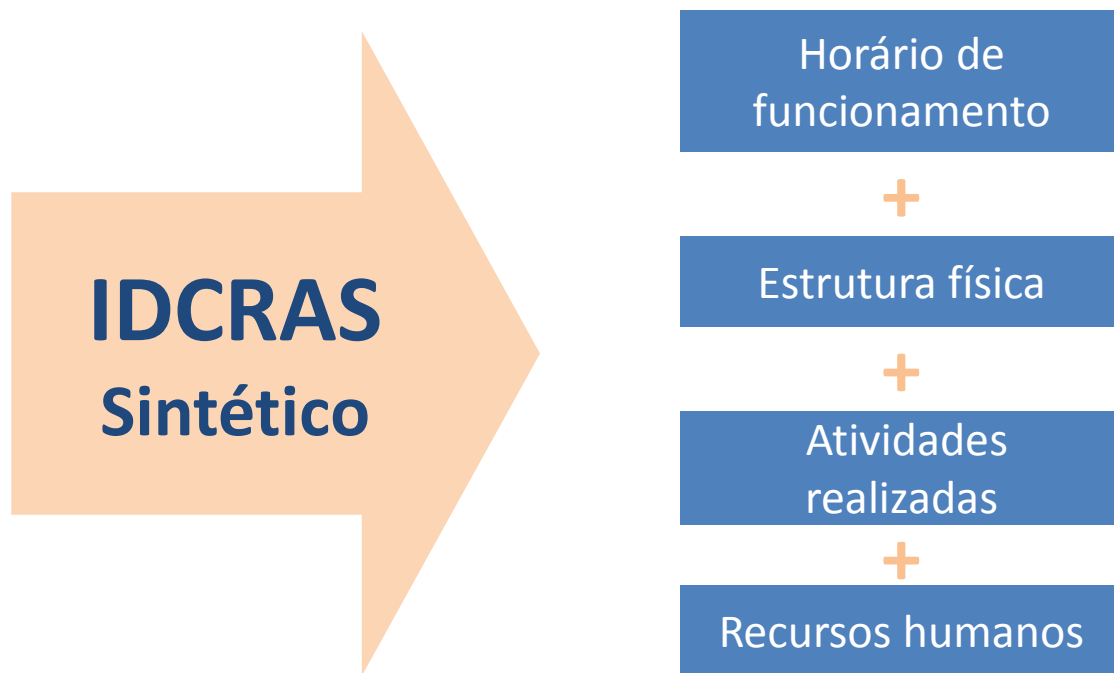 IDCRAS
Sintético
Horário de
funcionamento
+
Estrutura física
+
Atividades
realizadas
+
Recursos humanos